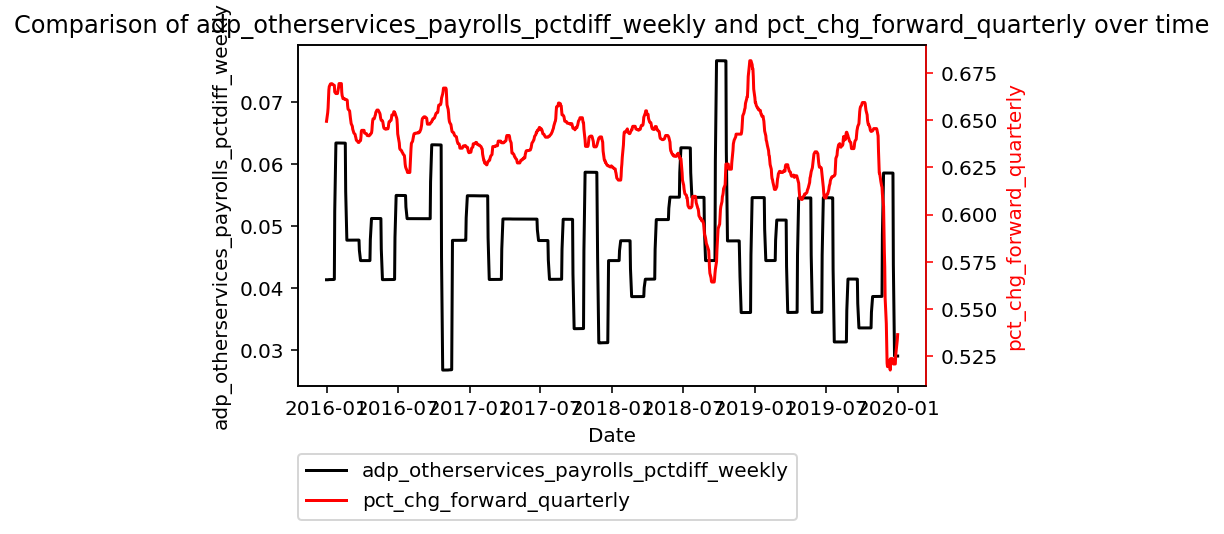 Comparison of adp_otherservices_payrolls_pctdiff_weekly and pct_chg_forward_quarterly over time
adp_otherservices_payrolls_pctdiff_weekly
0.07
0.06
0.05
0.04
0.03
0.675
0.650
0.625
0.600
0.575
0.550
0.525
pct_chg_forward_quarterly
2016-01 2016-07 2017-01 2017-07 2018-01 2018-07 2019-01 2019-07 2020-01
Date
adp_otherservices_payrolls_pctdiff_weekly
pct_chg_forward_quarterly